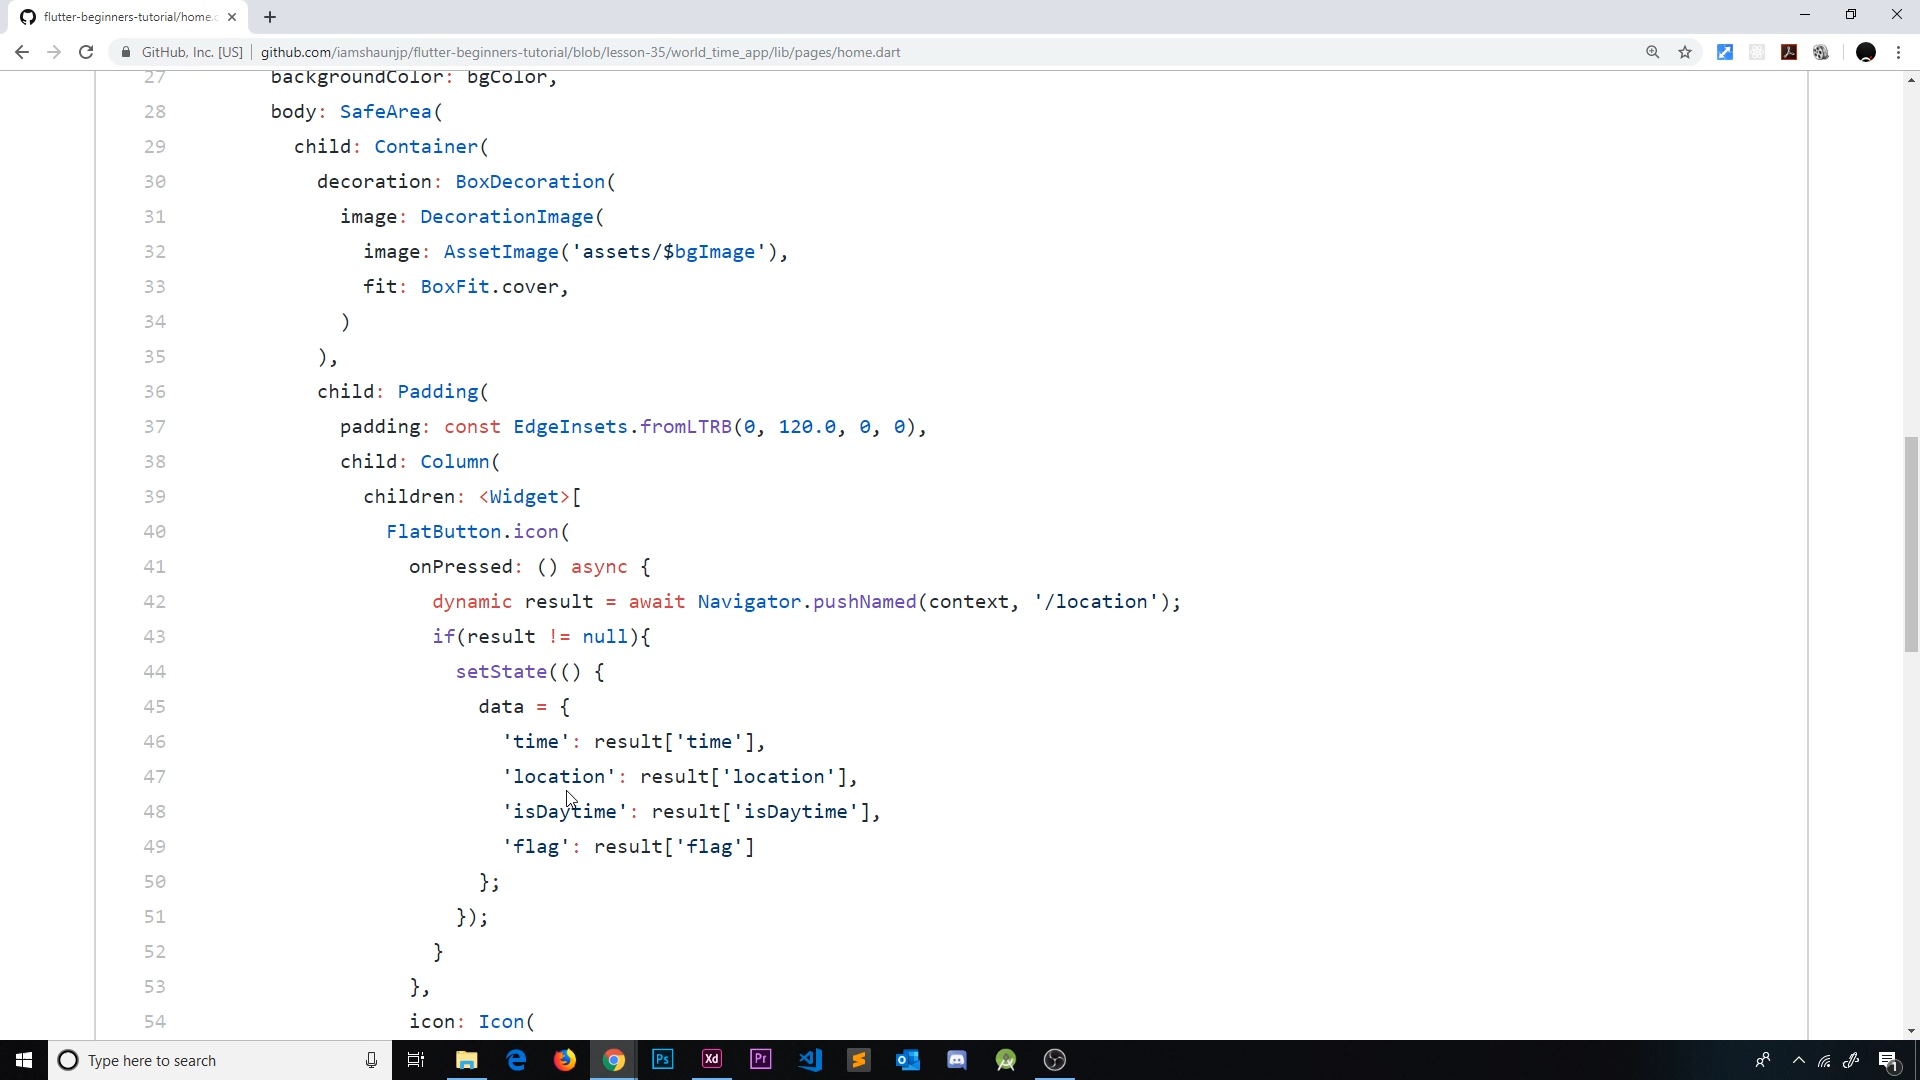 flutter-beginners-tutorial/home.c
GitHub, Inc. [US]
github.com/iamshaunjp/flutter-beginners-tutorial/blob/lesson-35/world_time_app/lib/pages/home.dart
27 backgroundColor: bgColor,
28 body: SafeArea(
29 child: Container(
30 decoration: BoxDecoration(
31 image: DecorationImage(
32 image: AssetImage('assets/$bgImage'),
33 fit: BoxFit.cover,
34 )
35 ),
36 child: Padding(
37 padding: const EdgeInsets.fromLTRB(0, 120.0, 0, 0),
38 child: Column(
39 children: <Widget>[
40 FlatButton.icon(
41 onPressed: () async {
42 dynamic result = await Navigator.pushNamed(context, '/location');
43 if(result != null){
44 setState(() {
45 data = {
46 'time': result['time'],
47 'location': result['location'],
48 'isDaytime': result['isDaytime'],
49 'flag': result['flag']
50 };
51 });
52 }
53 },
54 icon: Icon(
Type here to search
Ps
Xd
Pr
1